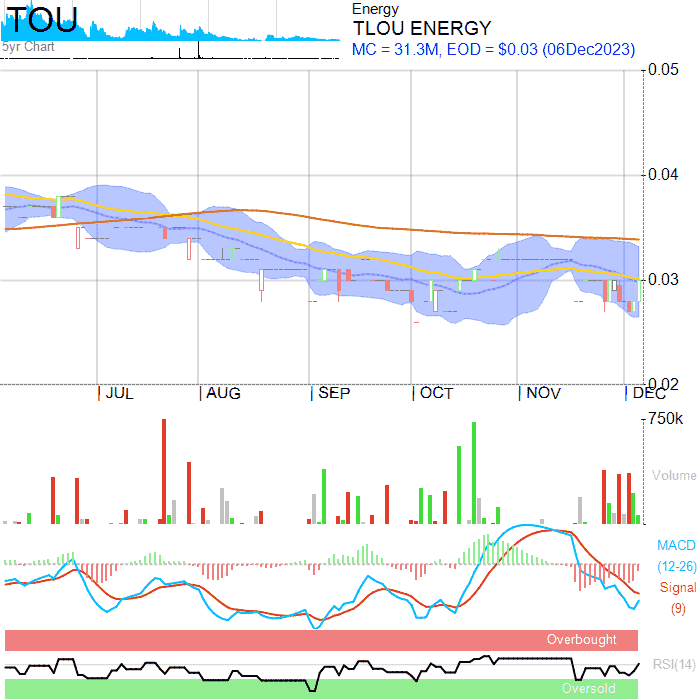 TOU
5yr Chart
Energy
TLOU ENERGY
MC = 31.3M, EOD = $0.03 (06Dec2023)
0.05
0.04
0.03
0.02
JUL
AUG
SEP
OCT
NOV
DEC
750k
Volume
MACD
(12-26)
Signal
(9)
Overbought
RSI(14)
Oversold